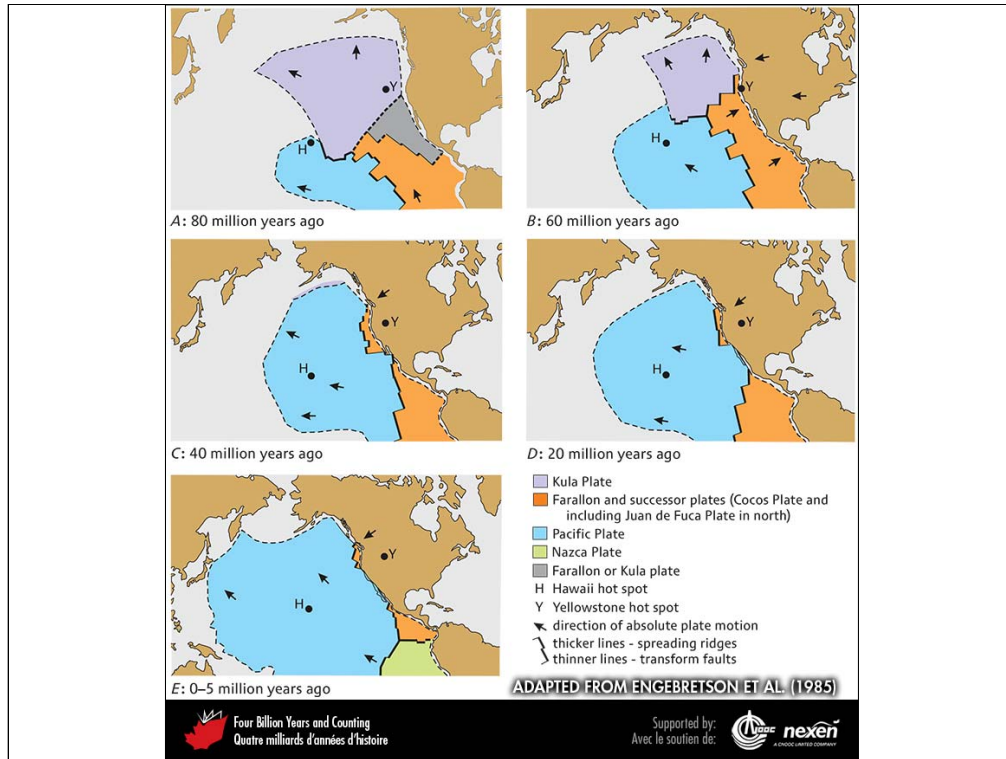 Y
H
A: 80 million years ago
Y
H
B: 60 million years ago
Y
H
C: 40 million years ago
Y
H
D: 20 million years ago
Y
H
E: 0–5 million years ago
Kula Plate
Farallon and successor plates (Cocos Plate and
including Juan de Fuca Plate in north)
Pacific Plate
Nazca Plate
Farallon or Kula plate
H Hawaii hot spot
Y Yellowstone hot spot
direction of absolute plate motion
thicker lines - spreading ridges
thinner lines - transform faults
ADAPTED FROM ENGEBRETSON ET AL. (1985)
Four Billion Years and Counting
Quatre milliards d'années d'histoire
Supported by:
Avec le soutien de:
CNOOC
nexen
A CNOOC LIMITED COMPANY